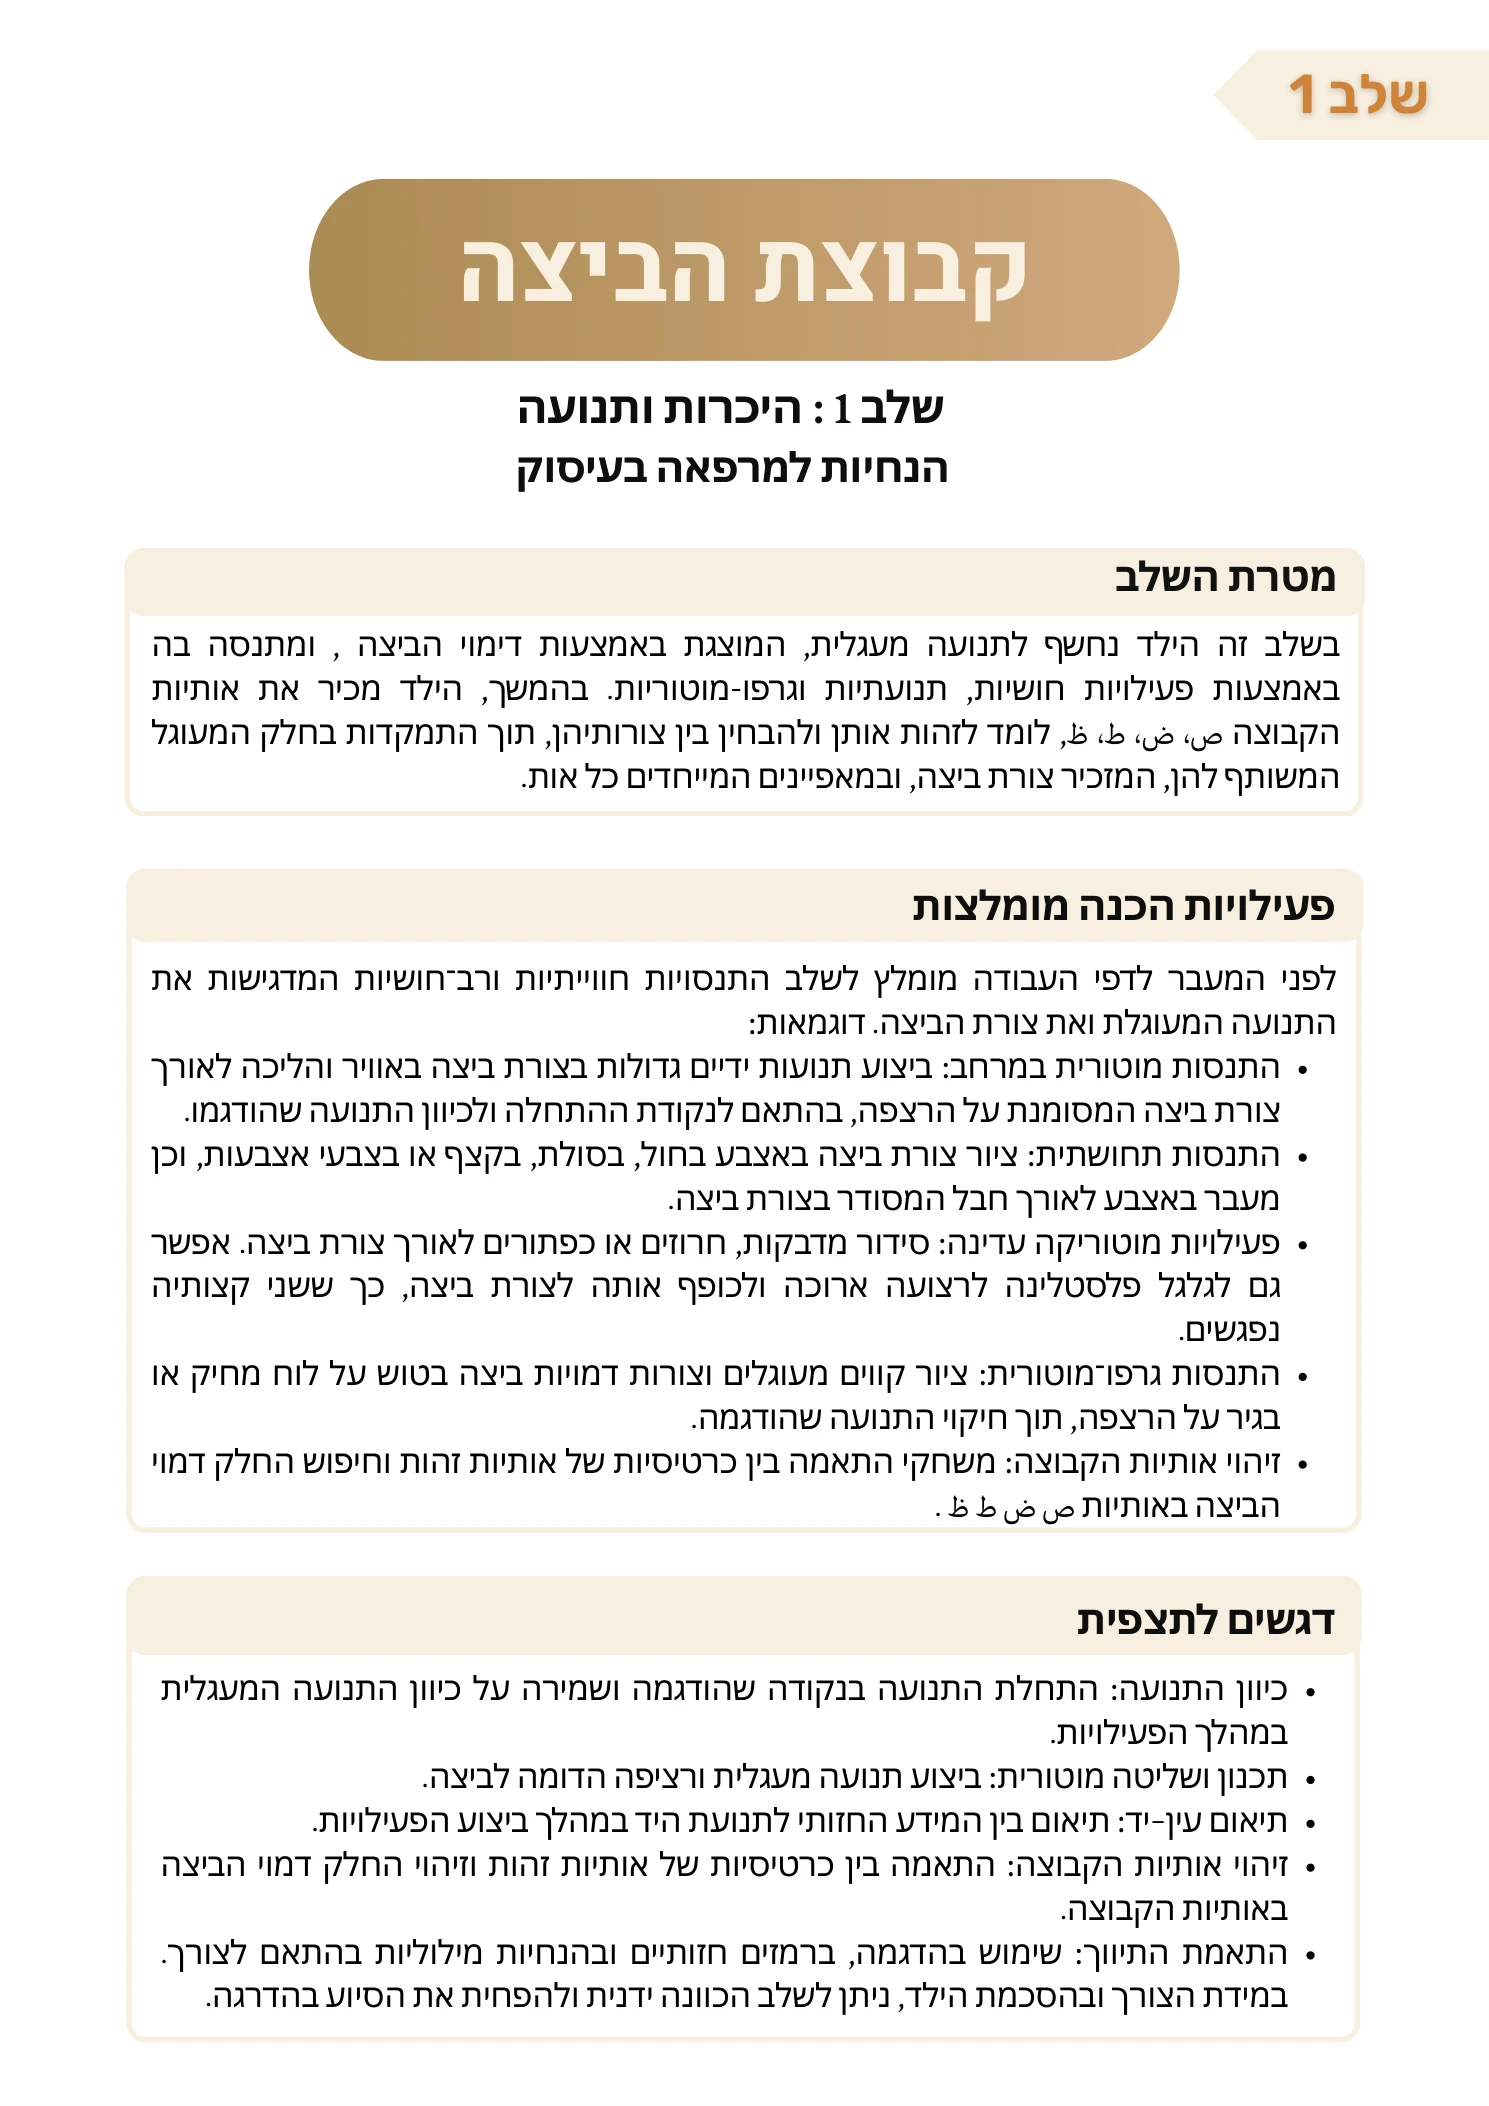 שלב 1
קבוצת הביצה
שלב 1 : היכרות ותנועה
הנחיות למרפאה בעיסוק
מטרת השלב
בשלב זה הילד נחשף לתנועה מעגלית, המוצגת באמצעות דימוי הביצה , ומתנסה בה
באמצעות פעילויות חושיות, תנועתיות וגרפו-מוטוריות. בהמשך, הילד מכיר את אותיות
הקבוצה ص، ض، ط، ظ, לומד לזהות אותן ולהבחין בין צורותיהן, תוך התמקדות בחלק המעוגל
המשותף להן, המזכיר צורת ביצה, ובמאפיינים המייחדים כל אות.
פעילויות הכנה מומלצות
לפני המעבר לדפי העבודה מומלץ לשלב התנסויות חווייתיות ורב־חושיות המדגישות את
התנועה המעוגלת ואת צורת הביצה. דוגמאות:
• התנסות מוטורית במרחב: ביצוע תנועות ידיים גדולות בצורת ביצה באוויר והליכה לאורך
צורת ביצה המסומנת על הרצפה, בהתאם לנקודת ההתחלה ולכיוון התנועה שהודגמו.
• התנסות תחושתית: ציור צורת ביצה באצבע בחול, בסולת, בקצף או בצבעי אצבעות, וכן
מעבר באצבע לאורך חבל המסודר בצורת ביצה.
• פעילויות מוטוריקה עדינה: סידור מדבקות, חרוזים או כפתורים לאורך צורת ביצה. אפשר
גם לגלגל פלסטלינה לרצועה ארוכה ולכופף אותה לצורת ביצה, כך ששני קצותיה
נפגשים.
• התנסות גרפו־מוטורית: ציור קווים מעוגלים וצורות דמויות ביצה בטוש על לוח מחיק או
בגיר על הרצפה, תוך חיקוי התנועה שהודגמה.
• זיהוי אותיות הקבוצה: משחקי התאמה בין כרטיסיות של אותיות זהות וחיפוש החלק דמוי
הביצה באותיות ص ض ط ظ .
דגשים לתצפית
• כיוון התנועה: התחלת התנועה בנקודה שהודגמה ושמירה על כיוון התנועה המעגלית
במהלך הפעילויות.
• תכנון ושליטה מוטורית: ביצוע תנועה מעגלית ורציפה הדומה לביצה.
• תיאום עין–יד: תיאום בין המידע החזותי לתנועת היד במהלך ביצוע הפעילויות.
• זיהוי אותיות הקבוצה: התאמה בין כרטיסיות של אותיות זהות וזיהוי החלק דמוי הביצה
באותיות הקבוצה.
• התאמת התיווך: שימוש בהדגמה, ברמזים חזותיים ובהנחיות מילוליות בהתאם לצורך.
במידת הצורך ובהסכמת הילד, ניתן לשלב הכוונה ידנית ולהפחית את הסיוע בהדרגה.